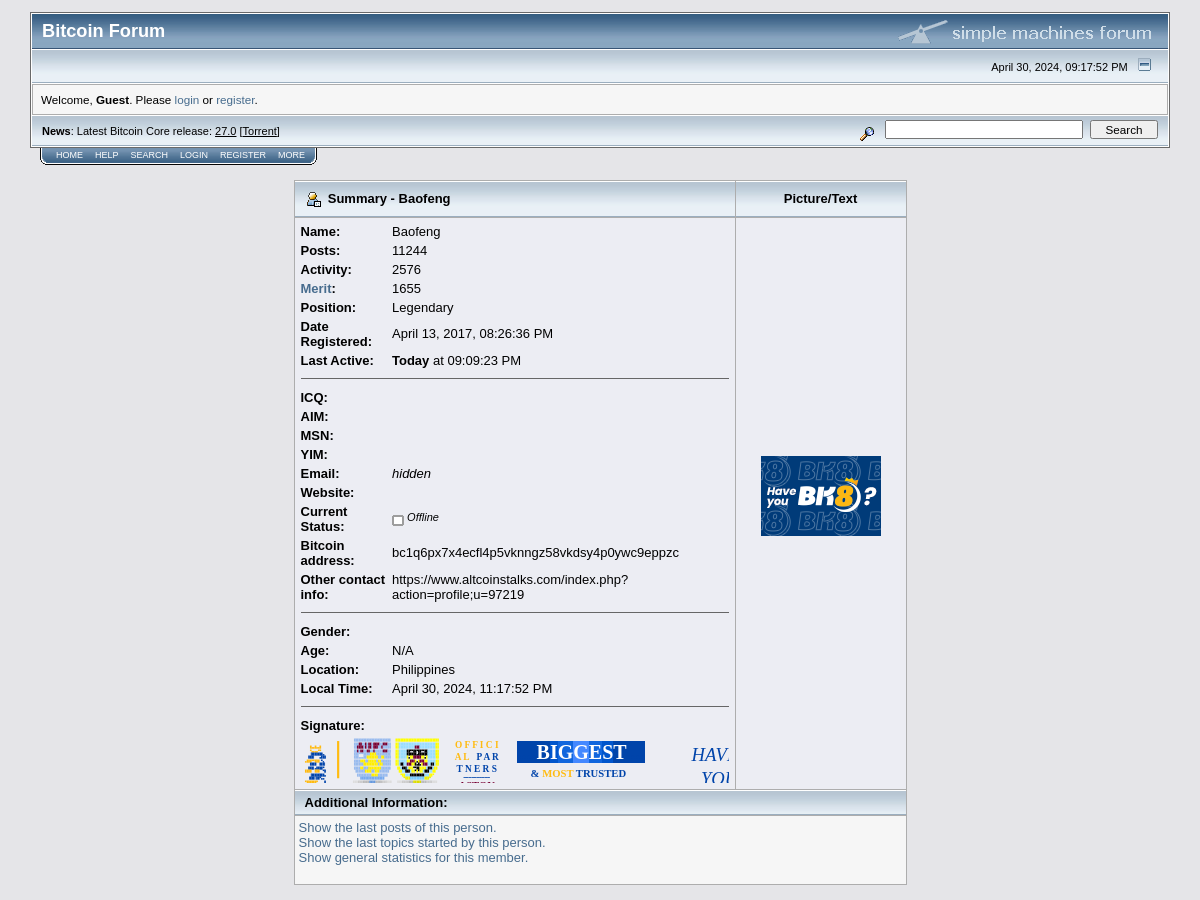 Bitcoin Forum
simple machines forum
April 30, 2024, 09:17:52 PM
Welcome, Guest. Please login or register.
News: Latest Bitcoin Core release: 27.0 [Torrent]
Search
HOME HELP SEARCH LOGIN REGISTER MORE
Summary - Baofeng
Picture/Text
Name: Baofeng
Posts: 11244
Activity: 2576
Merit: 1655
Position: Legendary
Date Registered: April 13, 2017, 08:26:36 PM
Last Active: Today at 09:09:23 PM
ICQ:
AIM:
MSN:
YIM:
Email: hidden
Website:
Current Status: Offline
Bitcoin address: bc1q6px7x4ecfl4p5vknngz58vkdsy4p0ywc9eppzc
Other contact info: https://www.altcoinstalks.com/index.php?
action=profile;u=97219
Have you BK8?
Gender:
Age: N/A
Location: Philippines
Local Time: April 30, 2024, 11:17:52 PM
Signature:
OFFICI
AL PAR
TNERS
BIGGEST
& MOST TRUSTED
HAV
YOU
Additional Information:
Show the last posts of this person.
Show the last topics started by this person.
Show general statistics for this member.